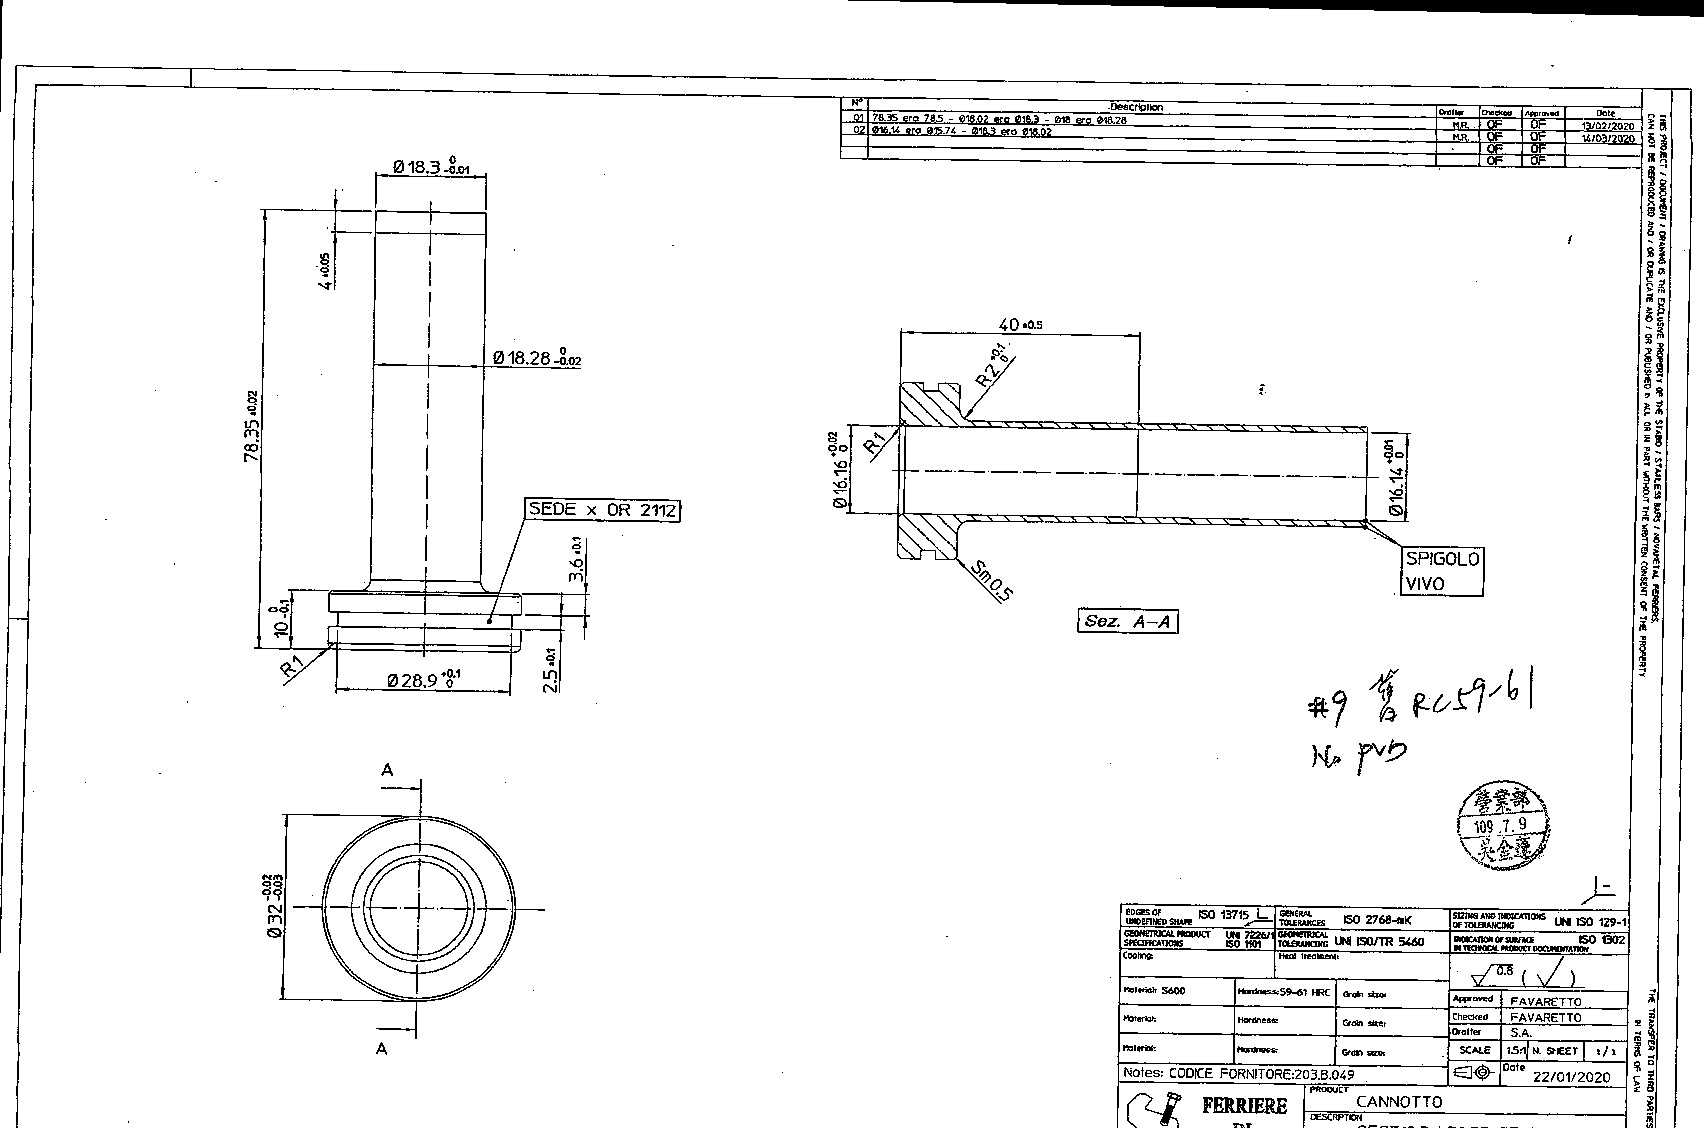 N° Description Drafter Checked Approved Date
01 78.35 era 78.5 - Ø18.02 era Ø18.3 - Ø18 era Ø18.28 M.R. OF OF 13/02/2020
02 Ø16.14 era Ø15.74 - Ø18.3 era Ø18.02 M.R. OF OF 14/03/2020
OF OF
OF OF
THIS PROJECT / DOCUMENT / DRAWING IS THE EXCLUSIVE PROPERTY OF THE STABIO / STAINLESS BARS / NOVAMETAL FERRIERS.
CAN NOT BE REPRODUCED AND / OR DUPLICATE AND / OR PUBLISHED IN ALL OR IN PART WITHOUT THE WRITTEN CONSENT OF THE PROPERTY
THE TRANSFER TO THIRD PARTIES
IN TERMS OF LAW
Ø18.3 0 -0.01
4 ±0.05
Ø18.28 0 -0.02
78.35 ±0.02
SEDE x OR 2112
3.6 ±0.1
10 0 -0.1
R1
Ø28.9 +0.1 0
2.5 ±0.1
40 ±0.5
R2 +0.1 0
R1
Ø16.16 +0.02 0
Ø16.14 +0.01 0
Sm0.5
SPIGOLO
VIVO
Sez. A-A
A
Ø32 -0.02 -0.03
A
#9 RC59-61
No PVD
營業部
109.7.9
EDGES OF UNDEFINED SHAPE ISO 13715
GENERAL TOLERANCES ISO 2768-mK
SIZING AND INDICATIONS OF TOLERANCING UNI ISO 129-1
GEOMETRICAL PRODUCT SPECIFICATIONS UNI 7226/1 ISO 1101
GEOMETRICAL TOLERANCING UNI ISO/TR 5460
INDICATION OF SURFACE IN TECHNICAL PRODUCT DOCUMENTATION ISO 1302
Coating: Heat treatment:
0.8
Material: S600 Hardness: 59-61 HRC Grain size:
Material: Hardness: Grain size:
Material: Hardness: Grain size:
Approved FAVARETTO
Checked FAVARETTO
Drafter S.A.
SCALE 1.5:1 N. SHEET 1/1
Notes: CODICE FORNITORE:203.B.049
Date 22/01/2020
FERRIERE
DI
PRODUCT
CANNOTTO
DESCRIPTION